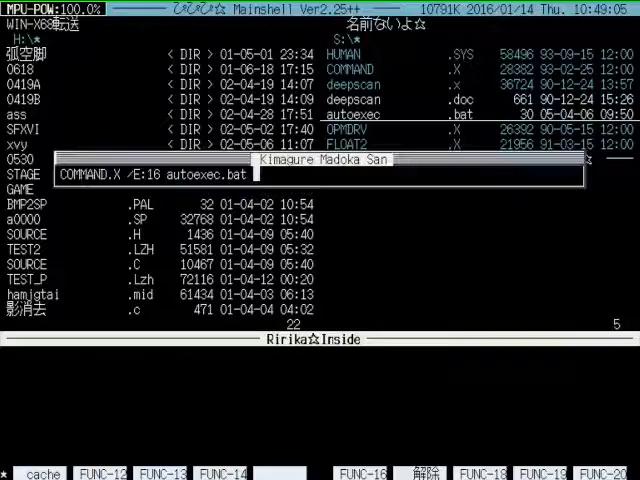 MPU-POW:100.0% ぴぴぴ☆ Mainshell Ver2.25++ 10791K 2016/01/14 Thu. 10:49:05
WIN-X68転送 名前ないよ☆
H:\* S:\*
弧空脚 < DIR > 01-05-01 23:34 HUMAN .SYS 58496 93-09-15 12:00
0618 < DIR > 01-06-18 17:15 COMMAND .X 28382 93-02-25 12:00
0419A < DIR > 02-04-19 14:07 deepscan .x 36724 90-12-24 13:57
0419B < DIR > 02-04-19 14:09 deepscan .doc 661 90-12-24 15:26
ass < DIR > 02-04-28 17:51 autoexec .bat 30 05-04-06 09:50
SFXVI < DIR > 02-05-02 17:40 OPMDRV .X 26392 90-05-15 12:00
xvy < DIR > 02-05-06 11:07 FLOAT2 .X 21956 91-03-15 12:00
0530 Kimagure Madoka San ☆
STAGE COMMAND.X /E:16 autoexec.bat
GAME
BMP2SP .PAL 32 01-04-02 10:54
a0000 .SP 32768 01-04-02 10:54
SOURCE .H 1436 01-04-09 05:40
TEST2 .LZH 51581 01-04-09 05:32
SOURCE .C 10467 01-04-09 05:40
TEST_P .Lzh 72116 01-04-12 00:20
hamjgtai .mid 61434 01-04-03 06:13
影消去 .c 471 01-04-04 04:02
22 5
Ririka☆Inside
* cache FUNC-12 FUNC-13 FUNC-14 FUNC-16 解除 FUNC-18 FUNC-19 FUNC-20